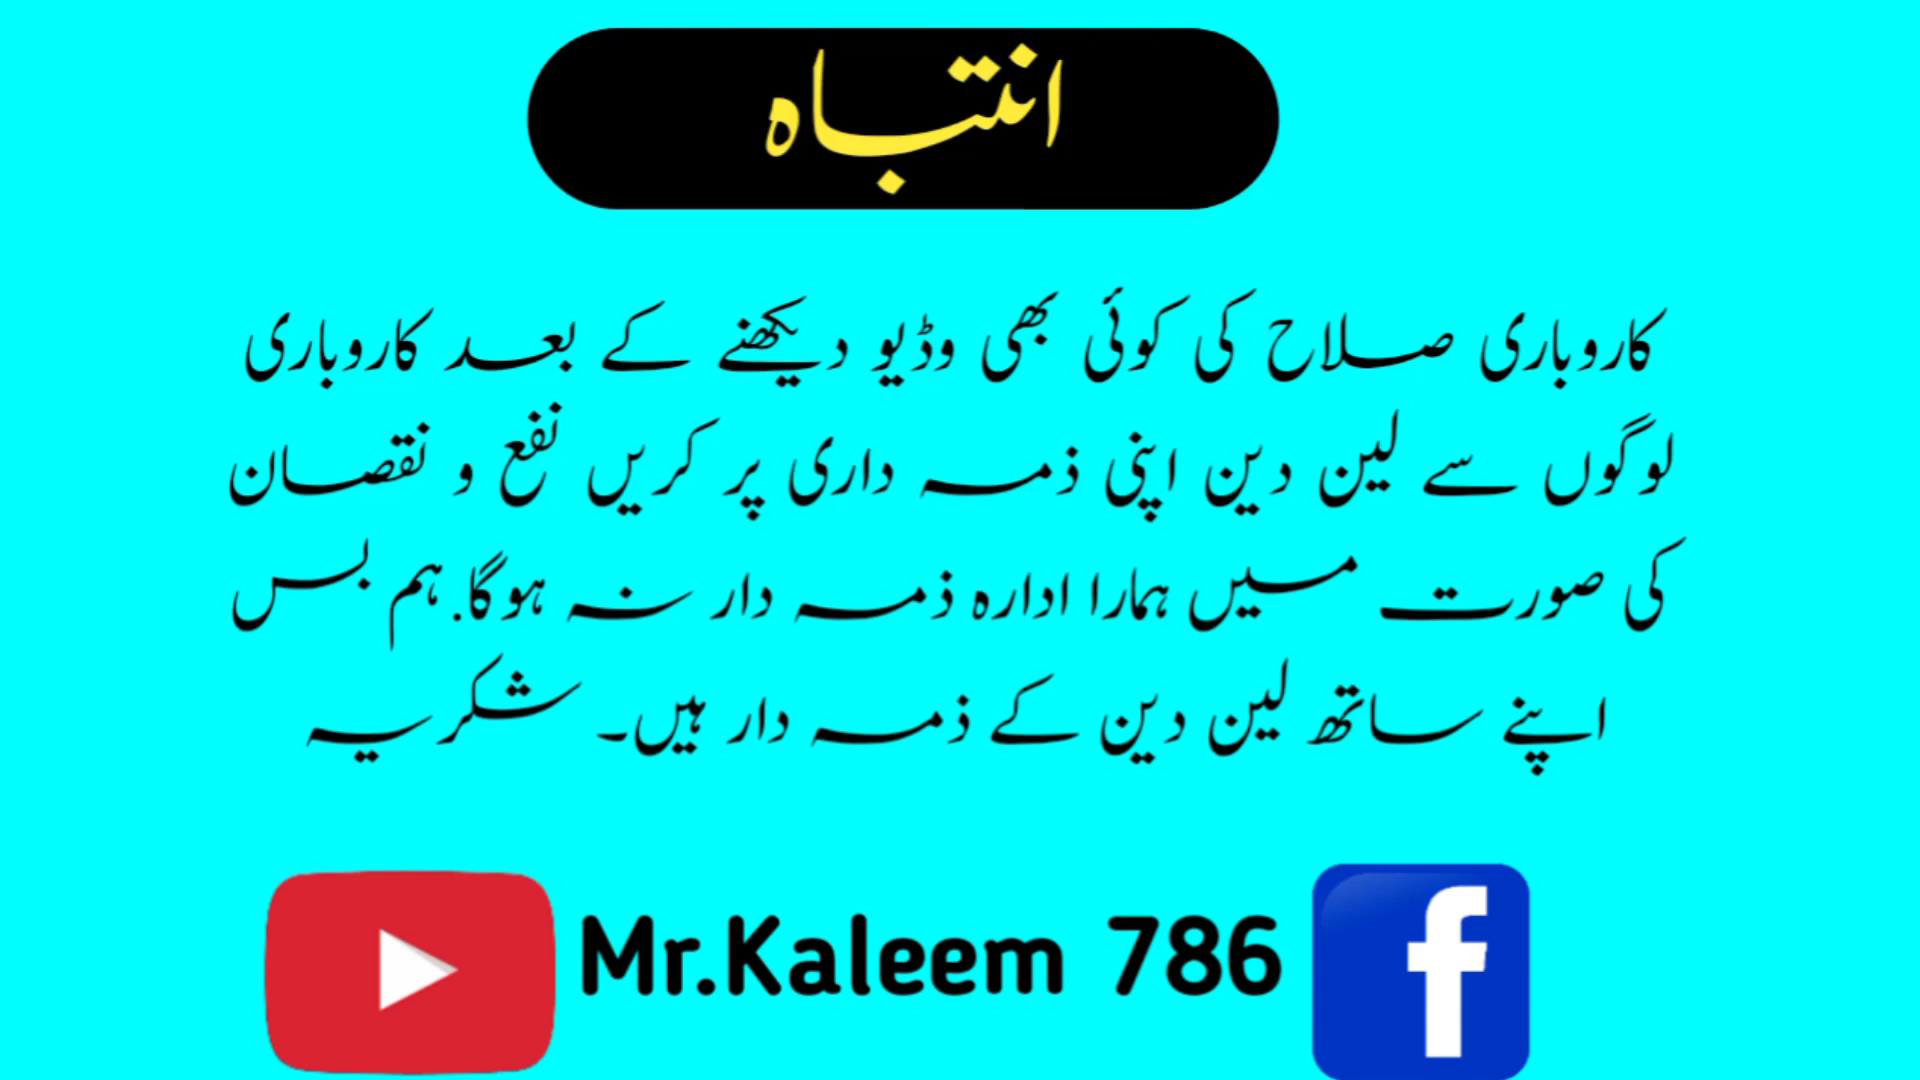 انتباہ
کاروباری صلاح کی کوئی بھی وڈیو دیکھنے کے بعد کاروباری
لوگوں سے لین دین اپنی ذمہ داری پر کریں نفع و نقصان
کی صورت میں ہمارا ادارہ ذمہ دار نہ ہوگا. ہم بس
اپنے ساتھ لین دین کے ذمہ دار ہیں۔ شکریہ
Mr.Kaleem 786